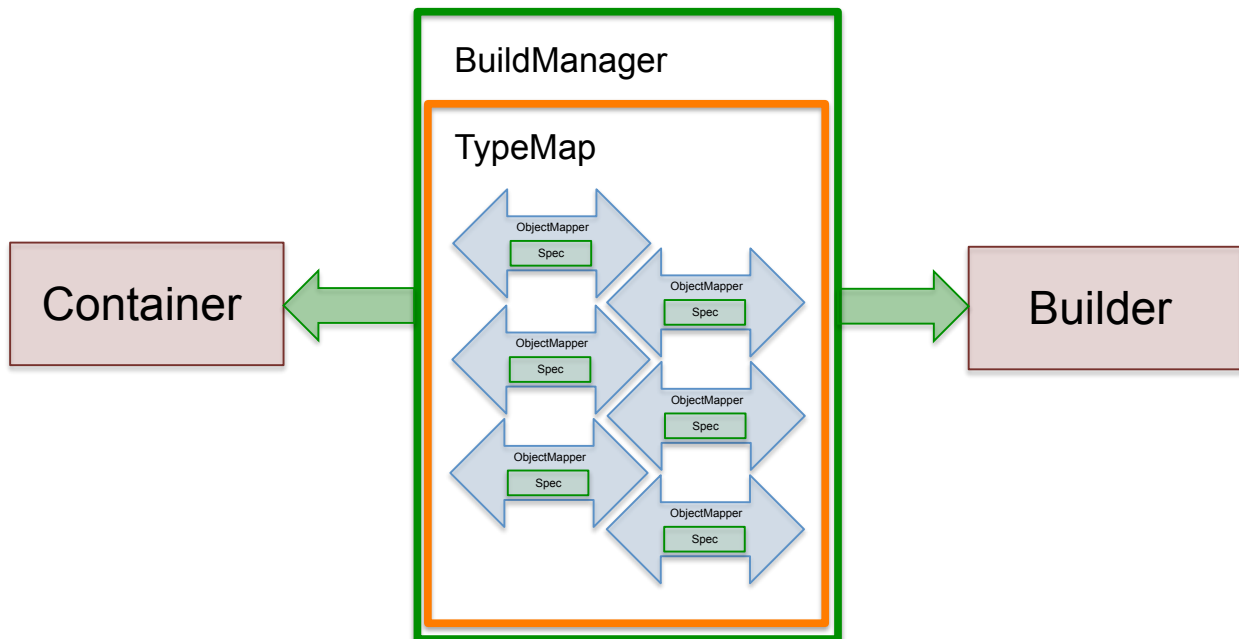 BuildManager
TypeMap
ObjectMapper
Spec
ObjectMapper
Spec
ObjectMapper
Spec
ObjectMapper
Spec
ObjectMapper
Spec
ObjectMapper
Spec
Container
Builder